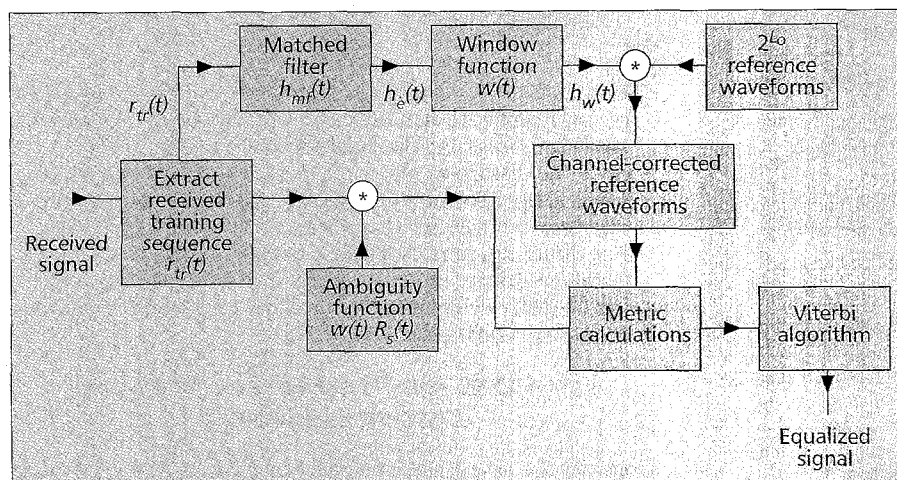 Matched
filter
h_mf(t)
Window
function
w(t)
*
2^Lo
reference
waveforms
r_tr(t)
h_e(t)
h_w(t)
Extract
received
training
sequence
r_tr(t)
*
Channel-corrected
reference
waveforms
Received
signal
Ambiguity
function
w(t) R_s(t)
Metric
calculations
Viterbi
algorithm
Equalized
signal